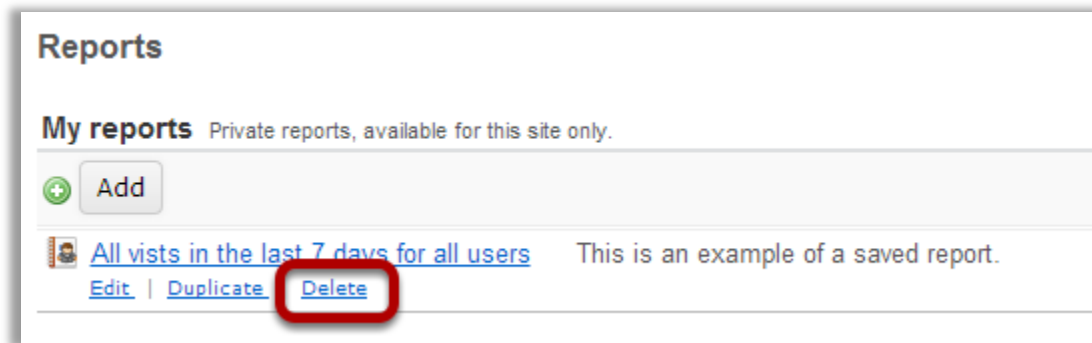 Reports
My reports Private reports, available for this site only.
Add
All vists in the last 7 days for all users This is an example of a saved report.
Edit | Duplicate Delete